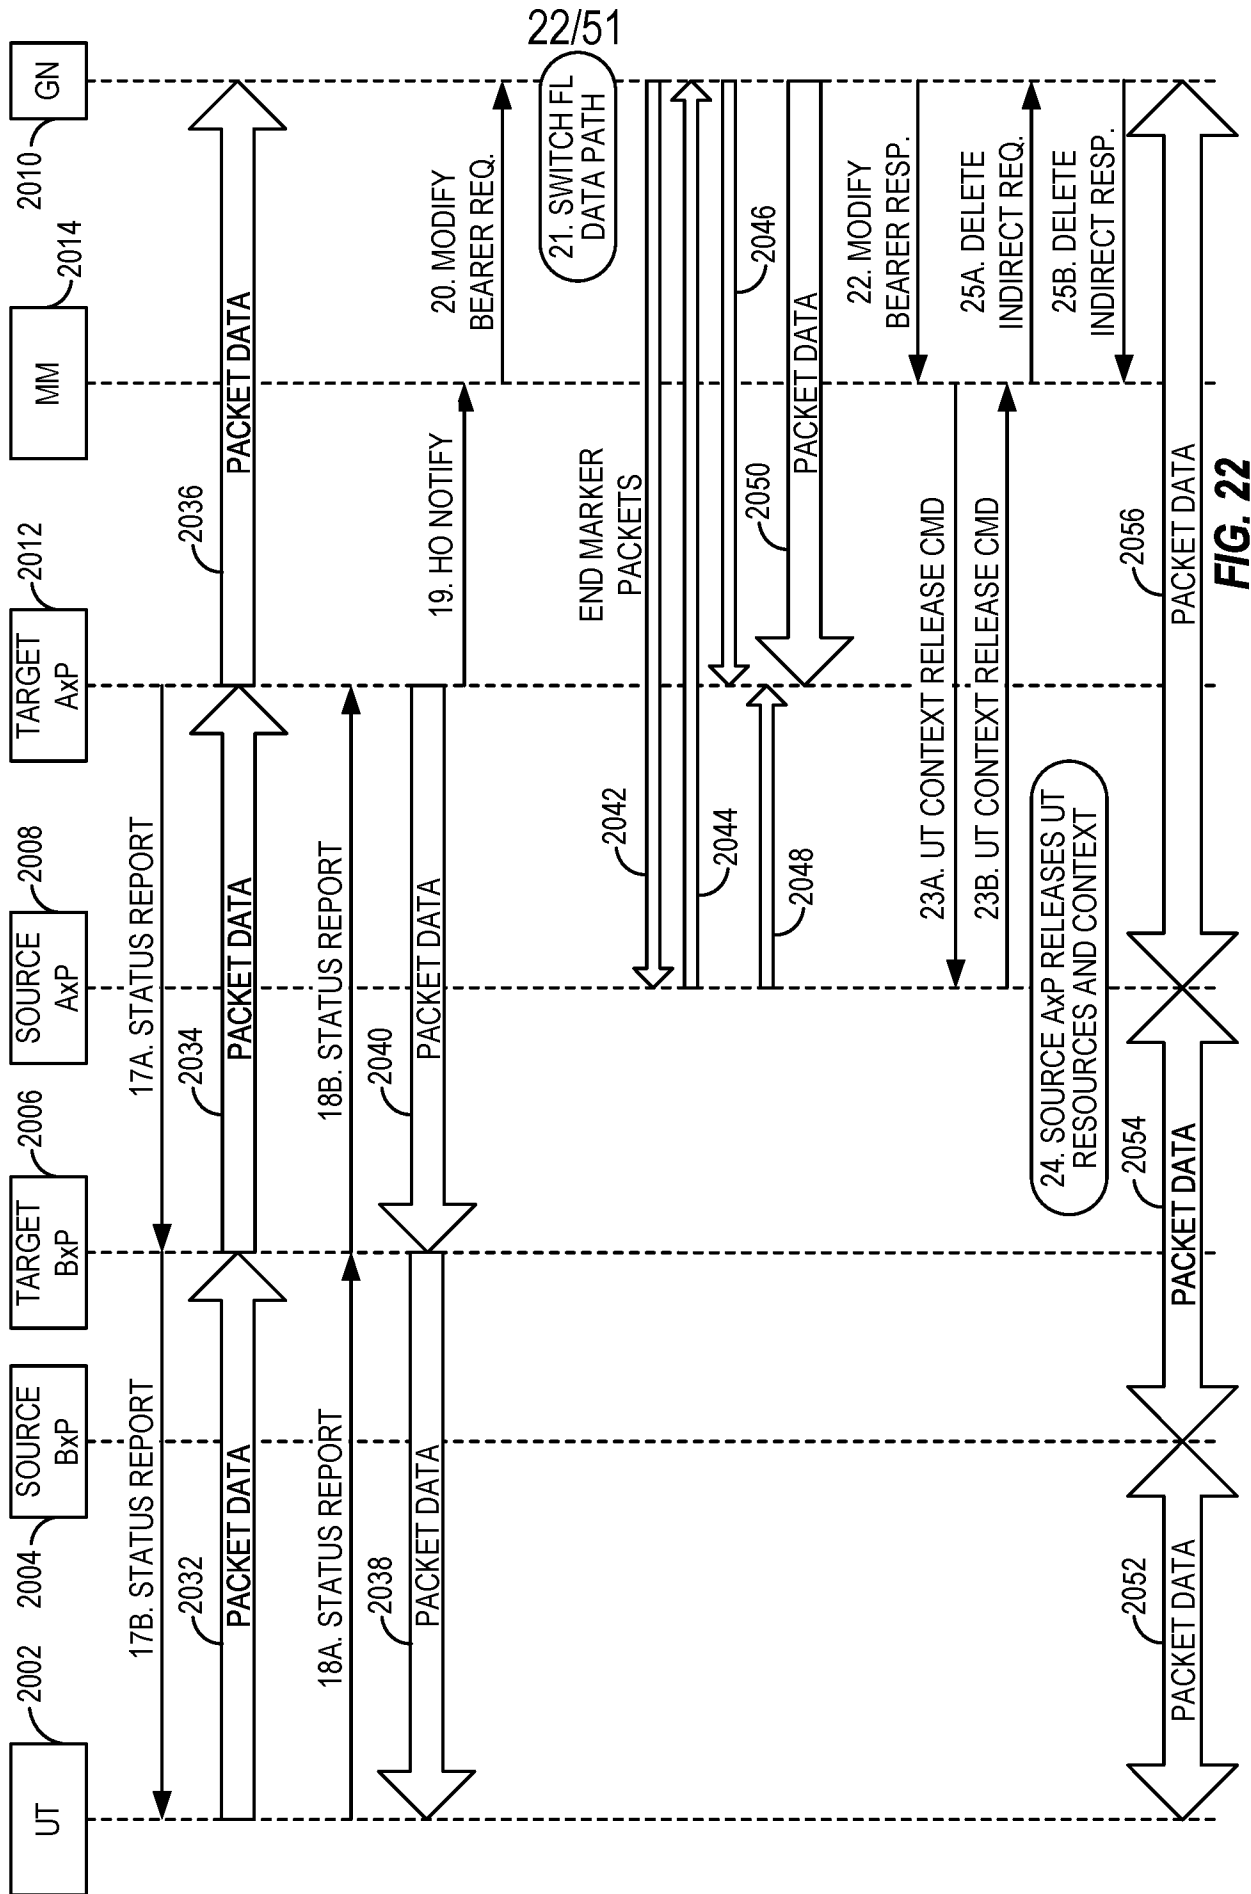 22/51
UT
2002
SOURCE
BxP
2004
TARGET
BxP
2006
SOURCE
AxP
2008
TARGET
AxP
2012
MM
2014
GN
2010
17B. STATUS REPORT
17A. STATUS REPORT
2032
PACKET DATA
2034
PACKET DATA
2036
PACKET DATA
18A. STATUS REPORT
18B. STATUS REPORT
2038
PACKET DATA
2040
PACKET DATA
19. HO NOTIFY
20. MODIFY
BEARER REQ.
21. SWITCH FL
DATA PATH
END MARKER
PACKETS
2042
2044
2046
2048
2050
PACKET DATA
22. MODIFY
BEARER RESP.
23A. UT CONTEXT RELEASE CMD
23B. UT CONTEXT RELEASE CMD
24. SOURCE AxP RELEASES UT
RESOURCES AND CONTEXT
25A. DELETE
INDIRECT REQ.
25B. DELETE
INDIRECT RESP.
2052
PACKET DATA
2054
PACKET DATA
2056
PACKET DATA
FIG. 22